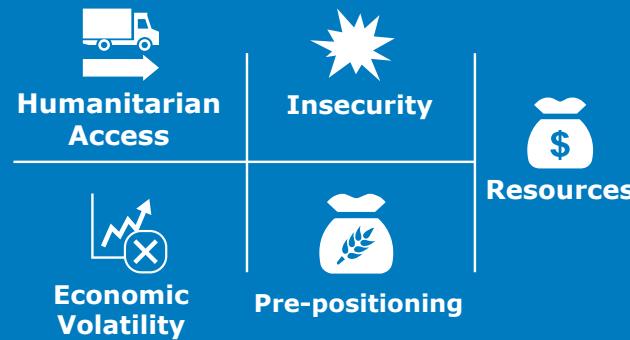 Humanitarian
Access
Insecurity
$
Resources
Economic
Volatility
Pre-positioning